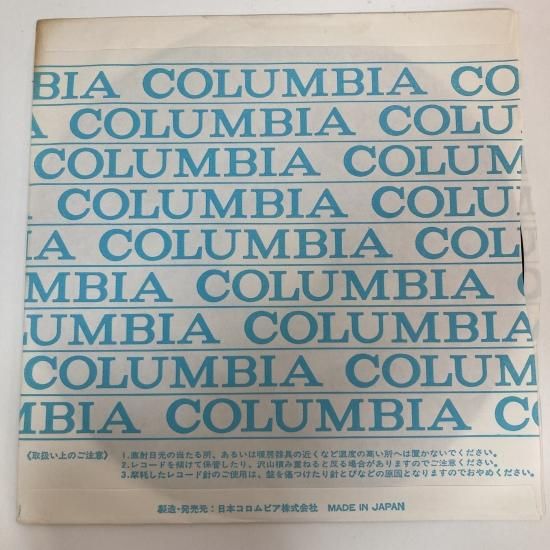 BIA COLUMBIA CO
A COLUMBIA COLU
COLUMBIA COLUM
COLUMBIA COLU
IA COLUMBIA COL
MBIA COLUMBIA
UMBIA COLUMBIA
COLUMBIA COLUM
MBIA COLUMBIA CO
《取扱い上のご注意》 1.直射日光の当たる所、あるいは暖房器具の近くなど温度の高い所へは置かないでください。
2.レコードを傾けて保管したり、沢山積み重ねると反る場合がありますのでご注意ください。
3.摩耗したレコード針のご使用は、盤を傷つけたり針とびなどの原因となりますのでおやめください。
製造・発売元：日本コロムビア株式会社 MADE IN JAPAN